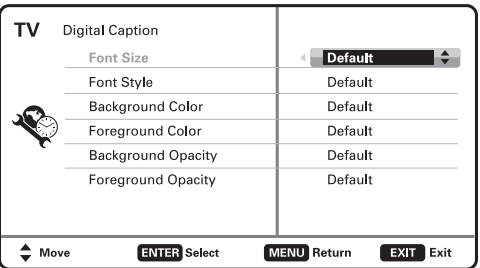 TV Digital Caption
Font Size Default
Font Style Default
Background Color Default
Foreground Color Default
Background Opacity Default
Foreground Opacity Default
Move ENTER Select MENU Return EXIT Exit